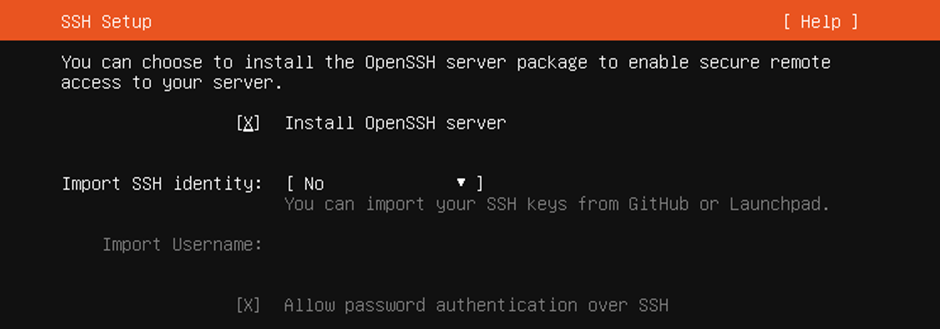 SSH Setup [ Help ]
You can choose to install the OpenSSH server package to enable secure remote
access to your server.
[X] Install OpenSSH server
Import SSH identity: [ No ▼ ]
You can import your SSH keys from GitHub or Launchpad.
Import Username:
[X] Allow password authentication over SSH